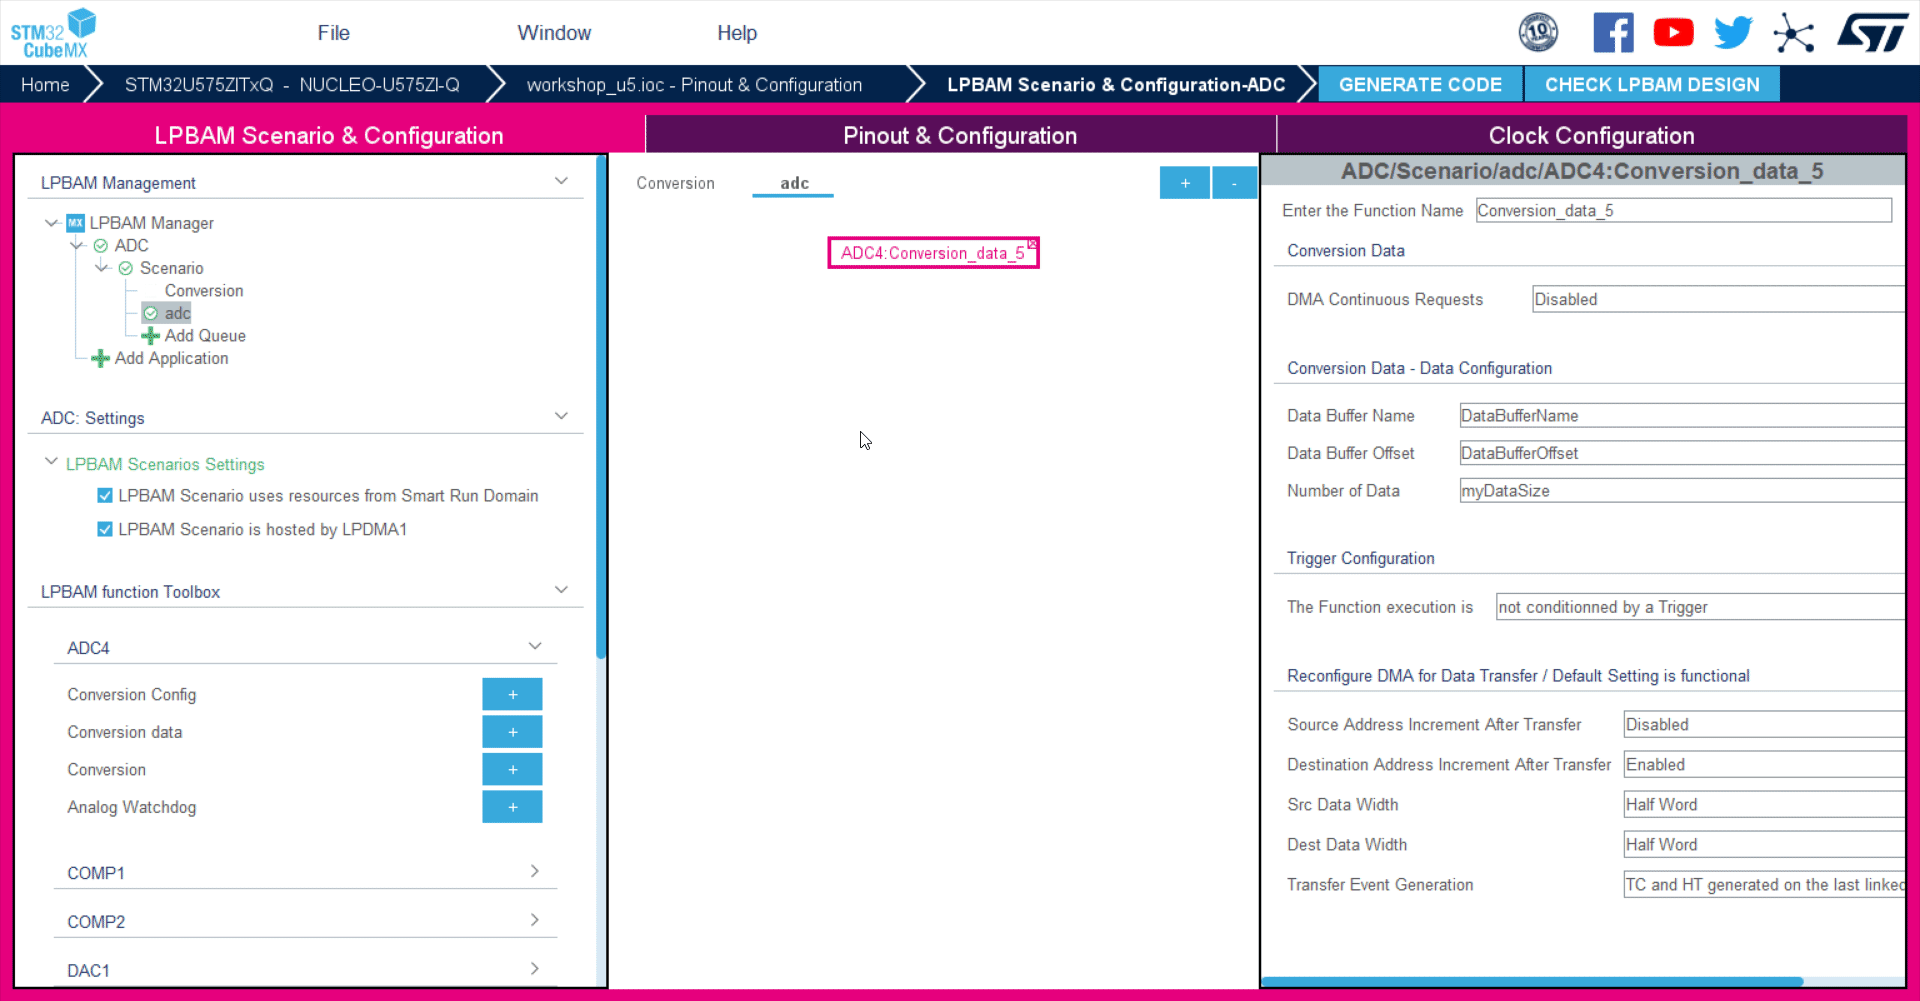 STM32
CubeMX
File
Window
Help
10
Home
STM32U575ZITxQ - NUCLEO-U575ZI-Q
workshop_u5.ioc - Pinout & Configuration
LPBAM Scenario & Configuration-ADC
GENERATE CODE
CHECK LPBAM DESIGN
LPBAM Scenario & Configuration
Pinout & Configuration
Clock Configuration
LPBAM Management
MX LPBAM Manager
ADC
Scenario
Conversion
adc
Add Queue
Add Application
ADC: Settings
LPBAM Scenarios Settings
LPBAM Scenario uses resources from Smart Run Domain
LPBAM Scenario is hosted by LPDMA1
LPBAM function Toolbox
ADC4
Conversion Config +
Conversion data +
Conversion +
Analog Watchdog +
COMP1
COMP2
DAC1
Conversion
adc
+
-
ADC4:Conversion_data_5
ADC/Scenario/adc/ADC4:Conversion_data_5
Enter the Function Name Conversion_data_5
Conversion Data
DMA Continuous Requests Disabled
Conversion Data - Data Configuration
Data Buffer Name DataBufferName
Data Buffer Offset DataBufferOffset
Number of Data myDataSize
Trigger Configuration
The Function execution is not conditionned by a Trigger
Reconfigure DMA for Data Transfer / Default Setting is functional
Source Address Increment After Transfer Disabled
Destination Address Increment After Transfer Enabled
Src Data Width Half Word
Dest Data Width Half Word
Transfer Event Generation TC and HT generated on the last linked